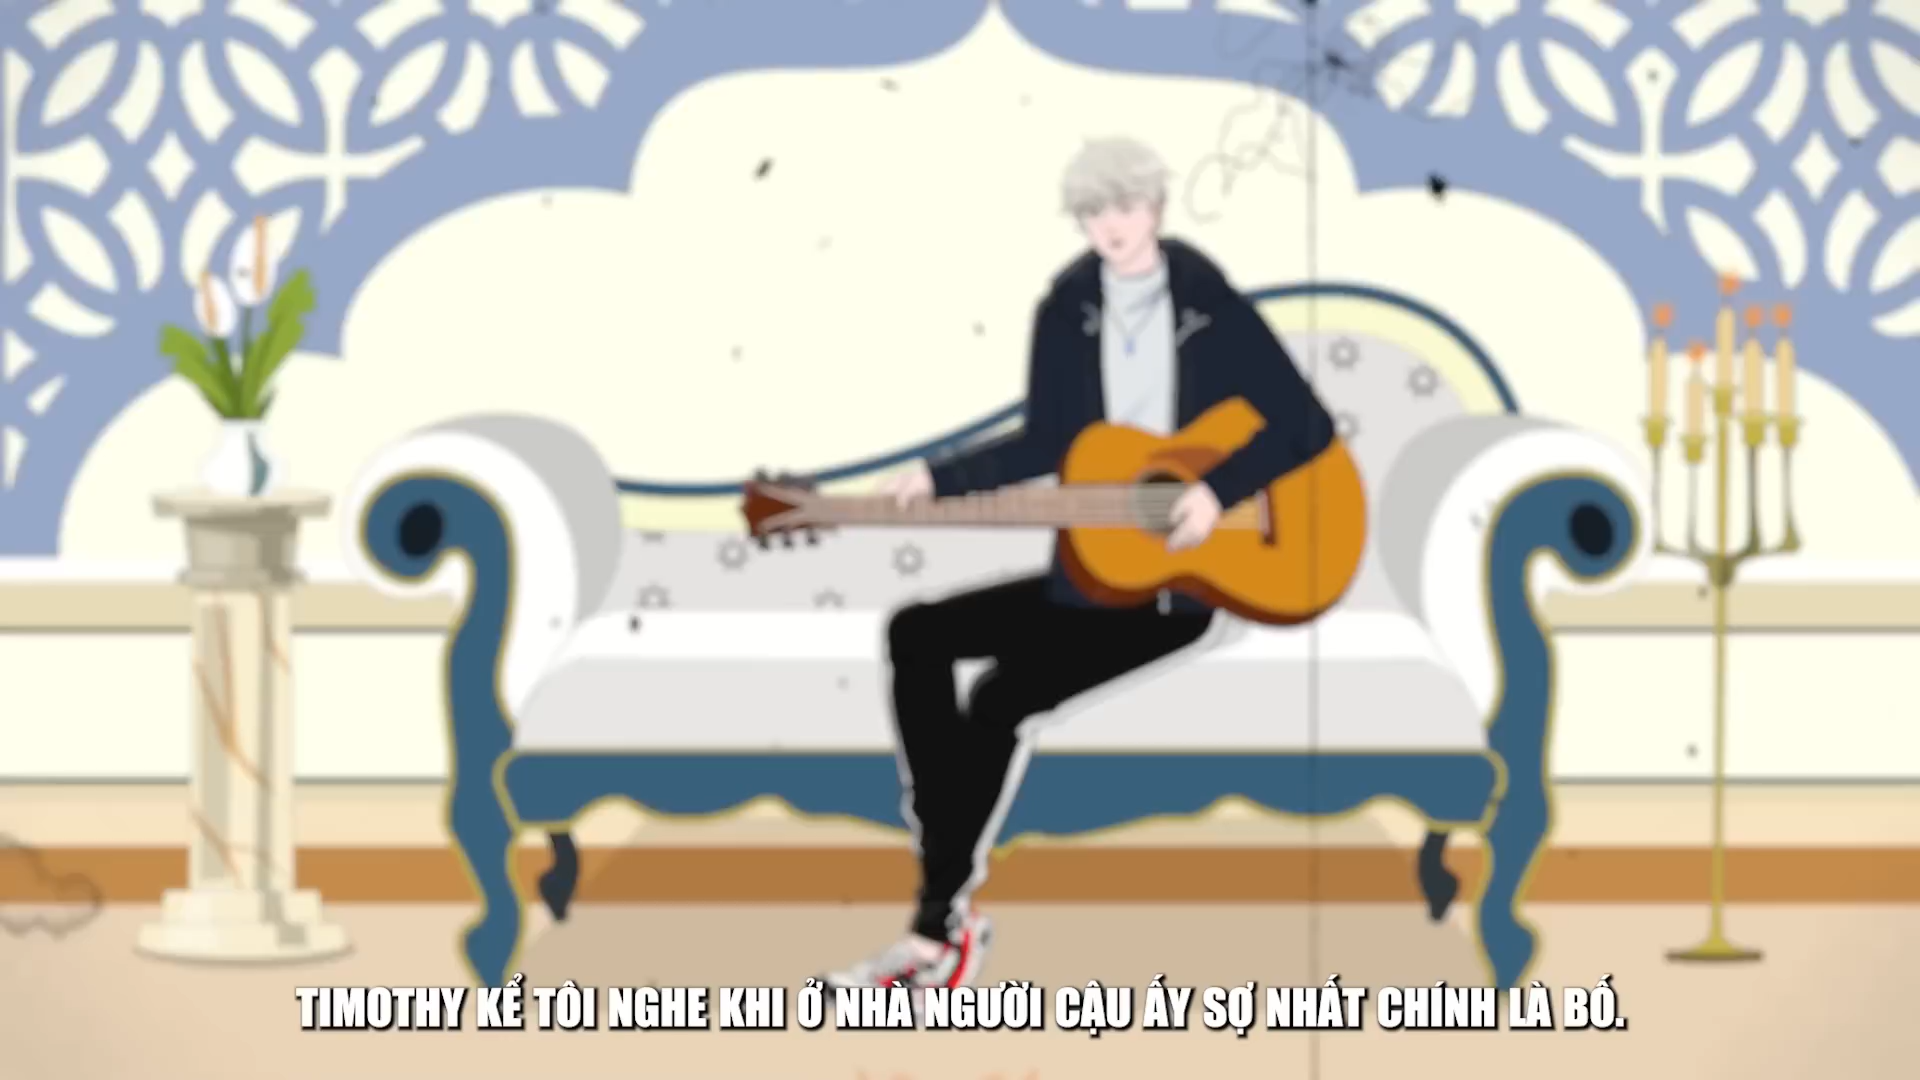 TIMOTHY KỂ TÔI NGHE KHI Ở NHÀ NGƯỜI CẬU ẤY SỢ NHẤT CHÍNH LÀ BỐ.